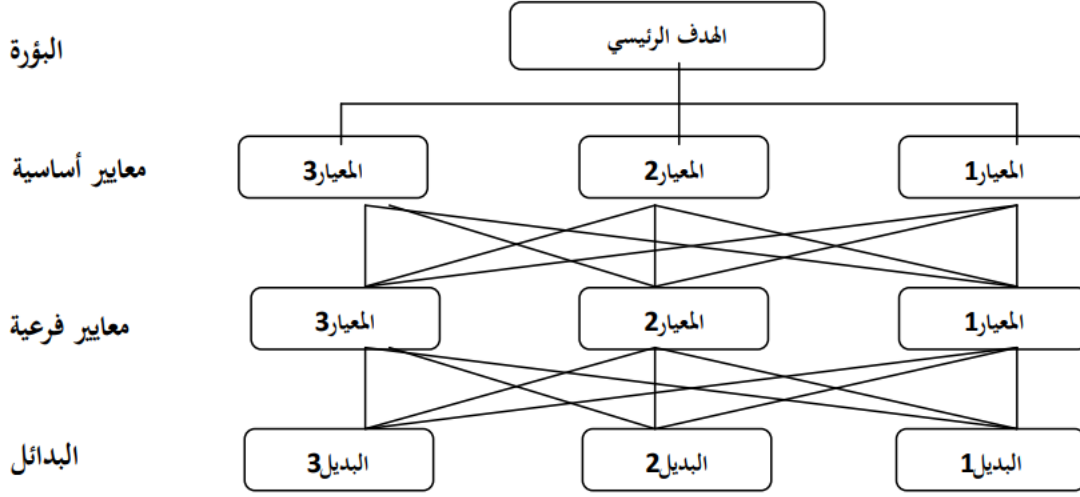 الهدف الرئيسي
البؤرة
المعيار1
المعيار2
المعيار3
معايير أساسية
المعيار1
المعيار2
المعيار3
معايير فرعية
البديل1
البديل2
البديل3
البدائل